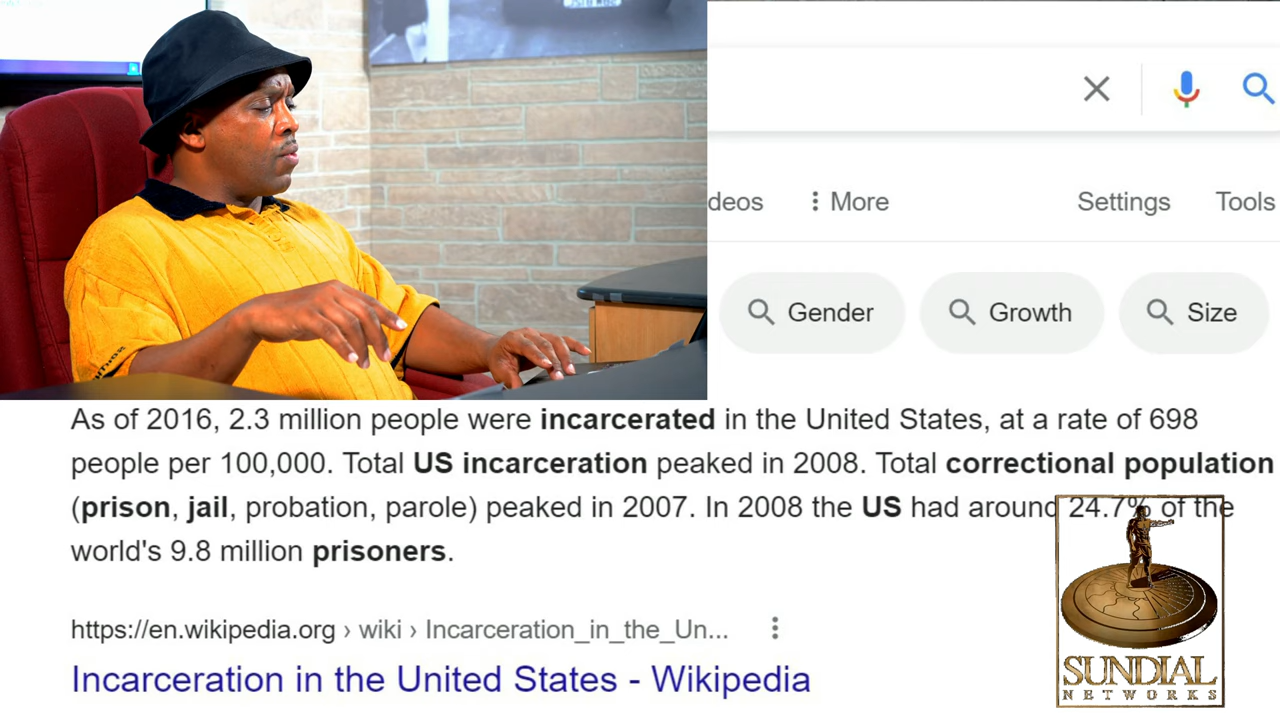 deos
More
Settings
Tools
Gender
Growth
Size
As of 2016, 2.3 million people were incarcerated in the United States, at a rate of 698
people per 100,000. Total US incarceration peaked in 2008. Total correctional population
(prison, jail, probation, parole) peaked in 2007. In 2008 the US had around 24.7% of the
world's 9.8 million prisoners.
https://en.wikipedia.org › wiki › Incarceration_in_the_Un...
Incarceration in the United States - Wikipedia
SUNDIAL
NETWORKS